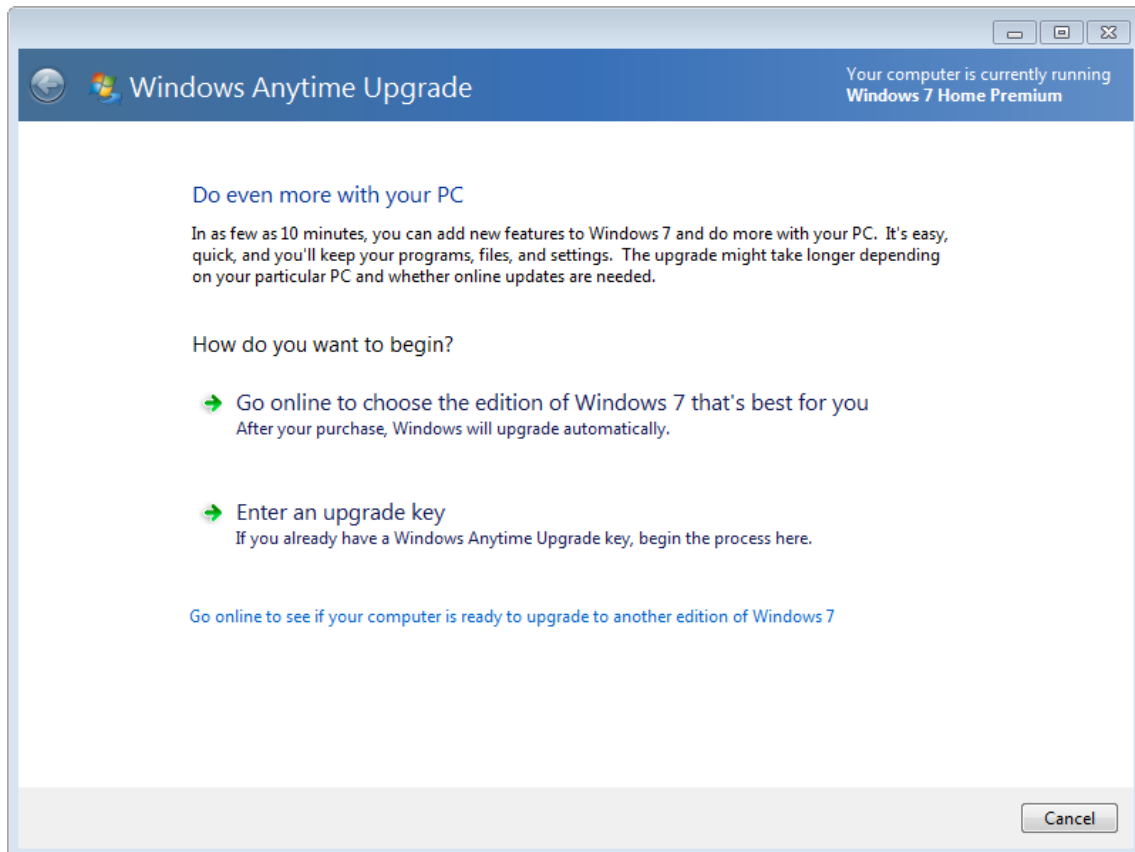 Windows Anytime Upgrade
Your computer is currently running
Windows 7 Home Premium
Do even more with your PC
In as few as 10 minutes, you can add new features to Windows 7 and do more with your PC.  It's easy,
quick, and you'll keep your programs, files, and settings.  The upgrade might take longer depending
on your particular PC and whether online updates are needed.
How do you want to begin?
Go online to choose the edition of Windows 7 that's best for you
After your purchase, Windows will upgrade automatically.
Enter an upgrade key
If you already have a Windows Anytime Upgrade key, begin the process here.
Go online to see if your computer is ready to upgrade to another edition of Windows 7
Cancel